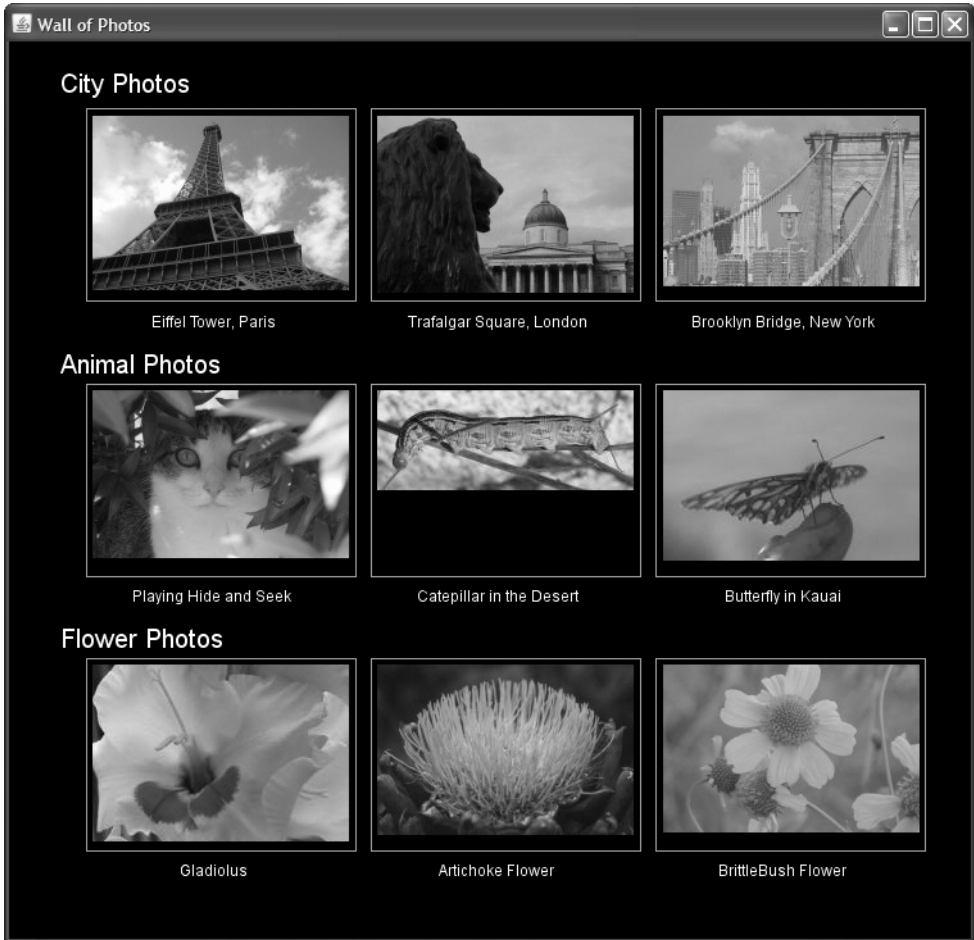 Wall of Photos
City Photos
Eiffel Tower, Paris
Trafalgar Square, London
Brooklyn Bridge, New York
Animal Photos
Playing Hide and Seek
Catepillar in the Desert
Butterfly in Kauai
Flower Photos
Gladiolus
Artichoke Flower
BrittleBush Flower